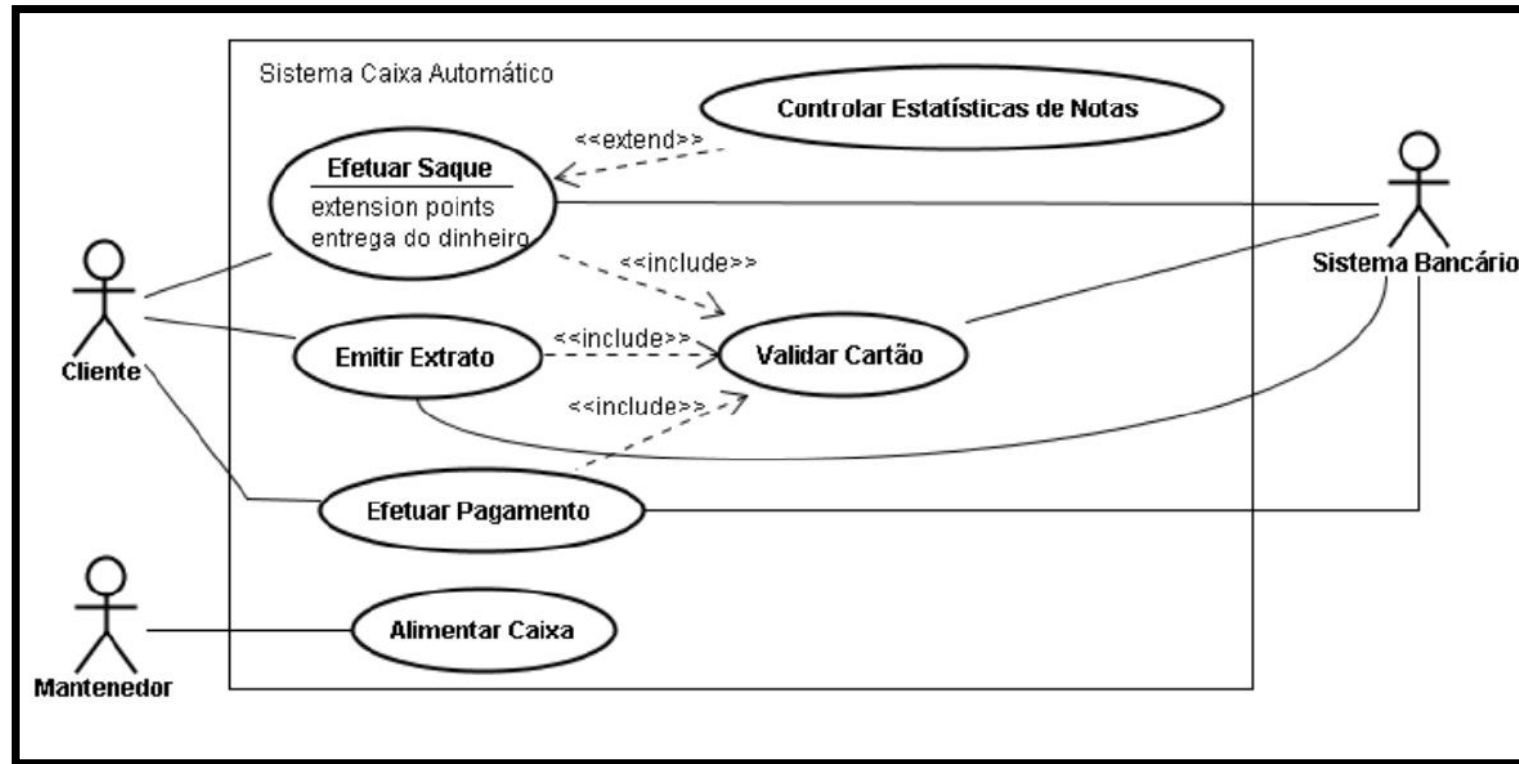 Sistema Caixa Automático
Controlar Estatísticas de Notas
<<extend>>
Efetuar Saque
extension points
entrega do dinheiro
<<include>>
Sistema Bancário
Cliente
Emitir Extrato
<<include>>
Validar Cartão
<<include>>
Efetuar Pagamento
Alimentar Caixa
Mantenedor